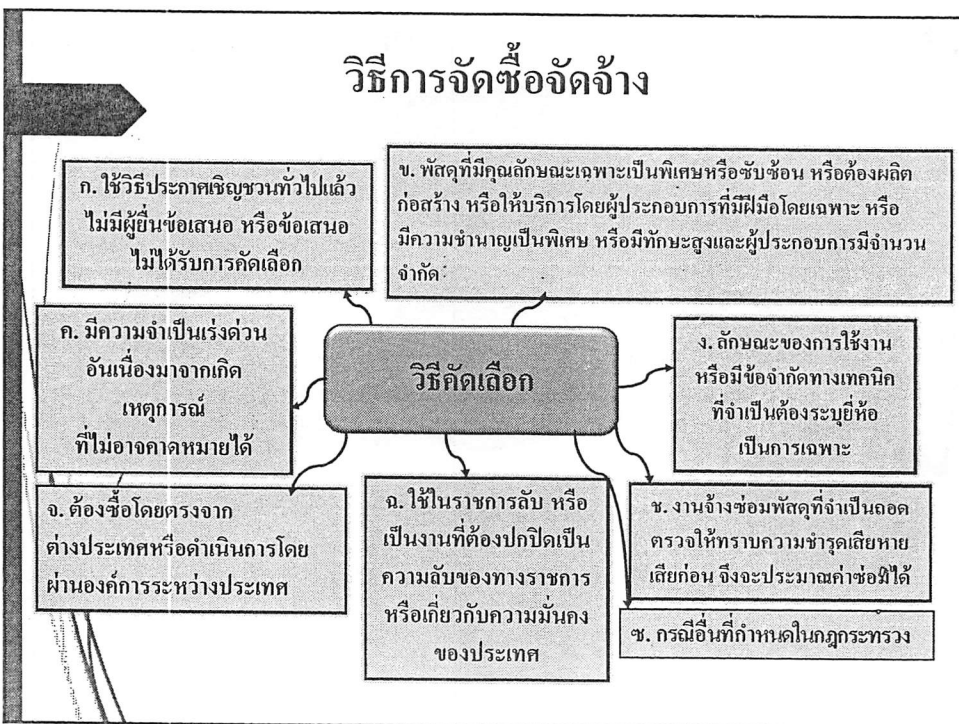 วิธีการจัดซื้อจัดจ้าง
ก. ใช้วิธีประกาศเชิญชวนทั่วไปแล้ว
ไม่มีผู้ยื่นข้อเสนอ หรือข้อเสนอ
ไม่ได้รับการคัดเลือก
ข. พัสดุที่มีคุณลักษณะเฉพาะเป็นพิเศษหรือซับซ้อน หรือต้องผลิต
ก่อสร้าง หรือให้บริการโดยผู้ประกอบการที่มีฝีมือโดยเฉพาะ หรือ
มีความชำนาญเป็นพิเศษ หรือมีทักษะสูงและผู้ประกอบการมีจำนวน
จำกัด
วิธีคัดเลือก
ค. มีความจำเป็นเร่งด่วน
อันเนื่องมาจากเกิด
เหตุการณ์
ที่ไม่อาจคาดหมายได้
ง. ลักษณะของการใช้งาน
หรือมีข้อจำกัดทางเทคนิค
ที่จำเป็นต้องระบุยี่ห้อ
เป็นการเฉพาะ
จ. ต้องซื้อโดยตรงจาก
ต่างประเทศหรือดำเนินการโดย
ผ่านองค์การระหว่างประเทศ
ฉ. ใช้ในราชการลับ หรือ
เป็นงานที่ต้องปกปิดเป็น
ความลับของทางราชการ
หรือเกี่ยวกับความมั่นคง
ของประเทศ
ช. งานจ้างซ่อมพัสดุที่จำเป็นถอด
ตรวจให้ทราบความชำรุดเสียหาย
เสียก่อน จึงจะประมาณค่าซ่อมได้
ซ. กรณีอื่นที่กำหนดในกฎกระทรวง